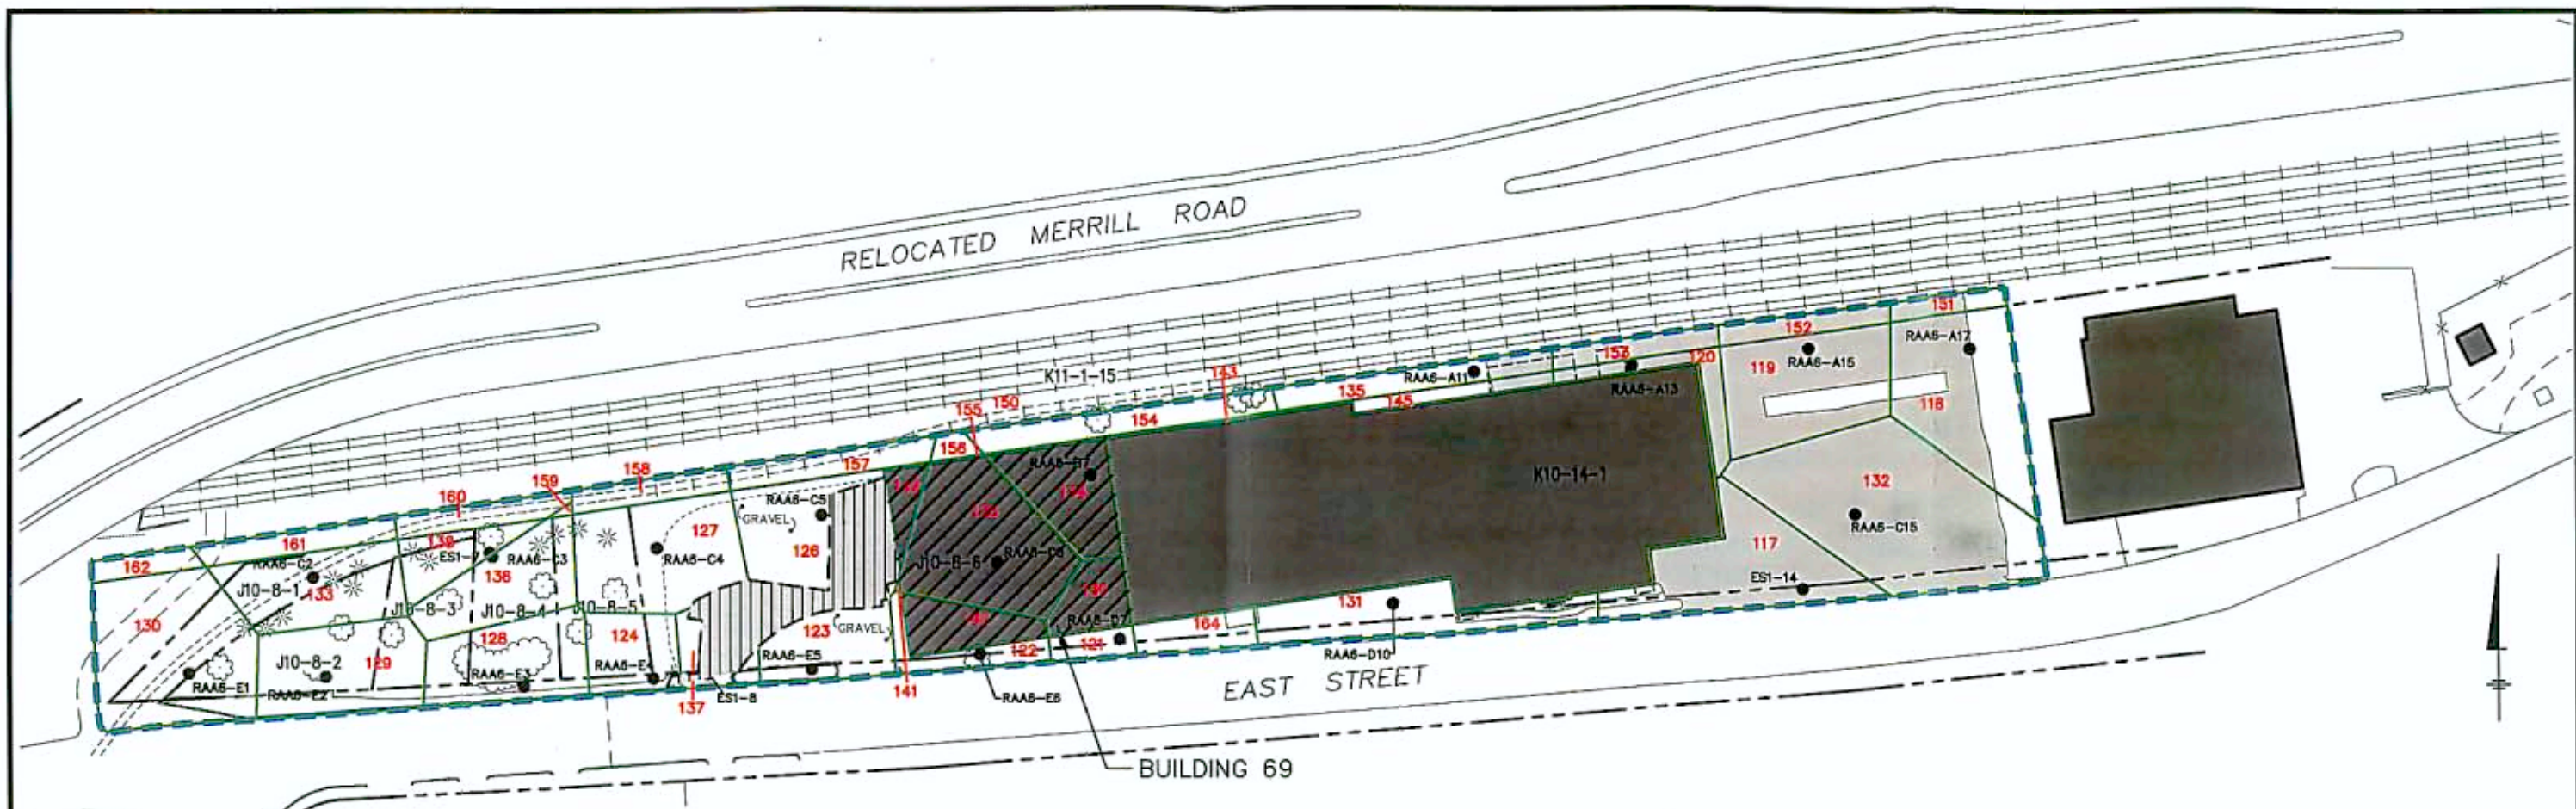 RELOCATED MERRILL ROAD
K11-1-15
143
151
152
RAA6-A17
153
120
119
RAA6-A15
RAA6-A11
RAA6-A13
135
145
118
155
150
154
156
157
158
159
160
K10-14-1
132
RAA6-C15
117
ES1-14
RAA6-C5
GRAVEL
127
126
RAA6-C4
161
162
RAA6-C2
ES1-7
RAA6-C3
136
J10-8-1
133
J10-8-3
J10-8-4
J10-8-5
J10-8-6
RAA6-D7
130
128
124
123
GRAVEL
131
164
121
122
J10-8-2
129
RAA6-E1
RAA6-E2
RAA6-E3
RAA6-E4
RAA6-E5
RAA6-E6
ES1-8
137
141
RAA6-D10
EAST STREET
BUILDING 69